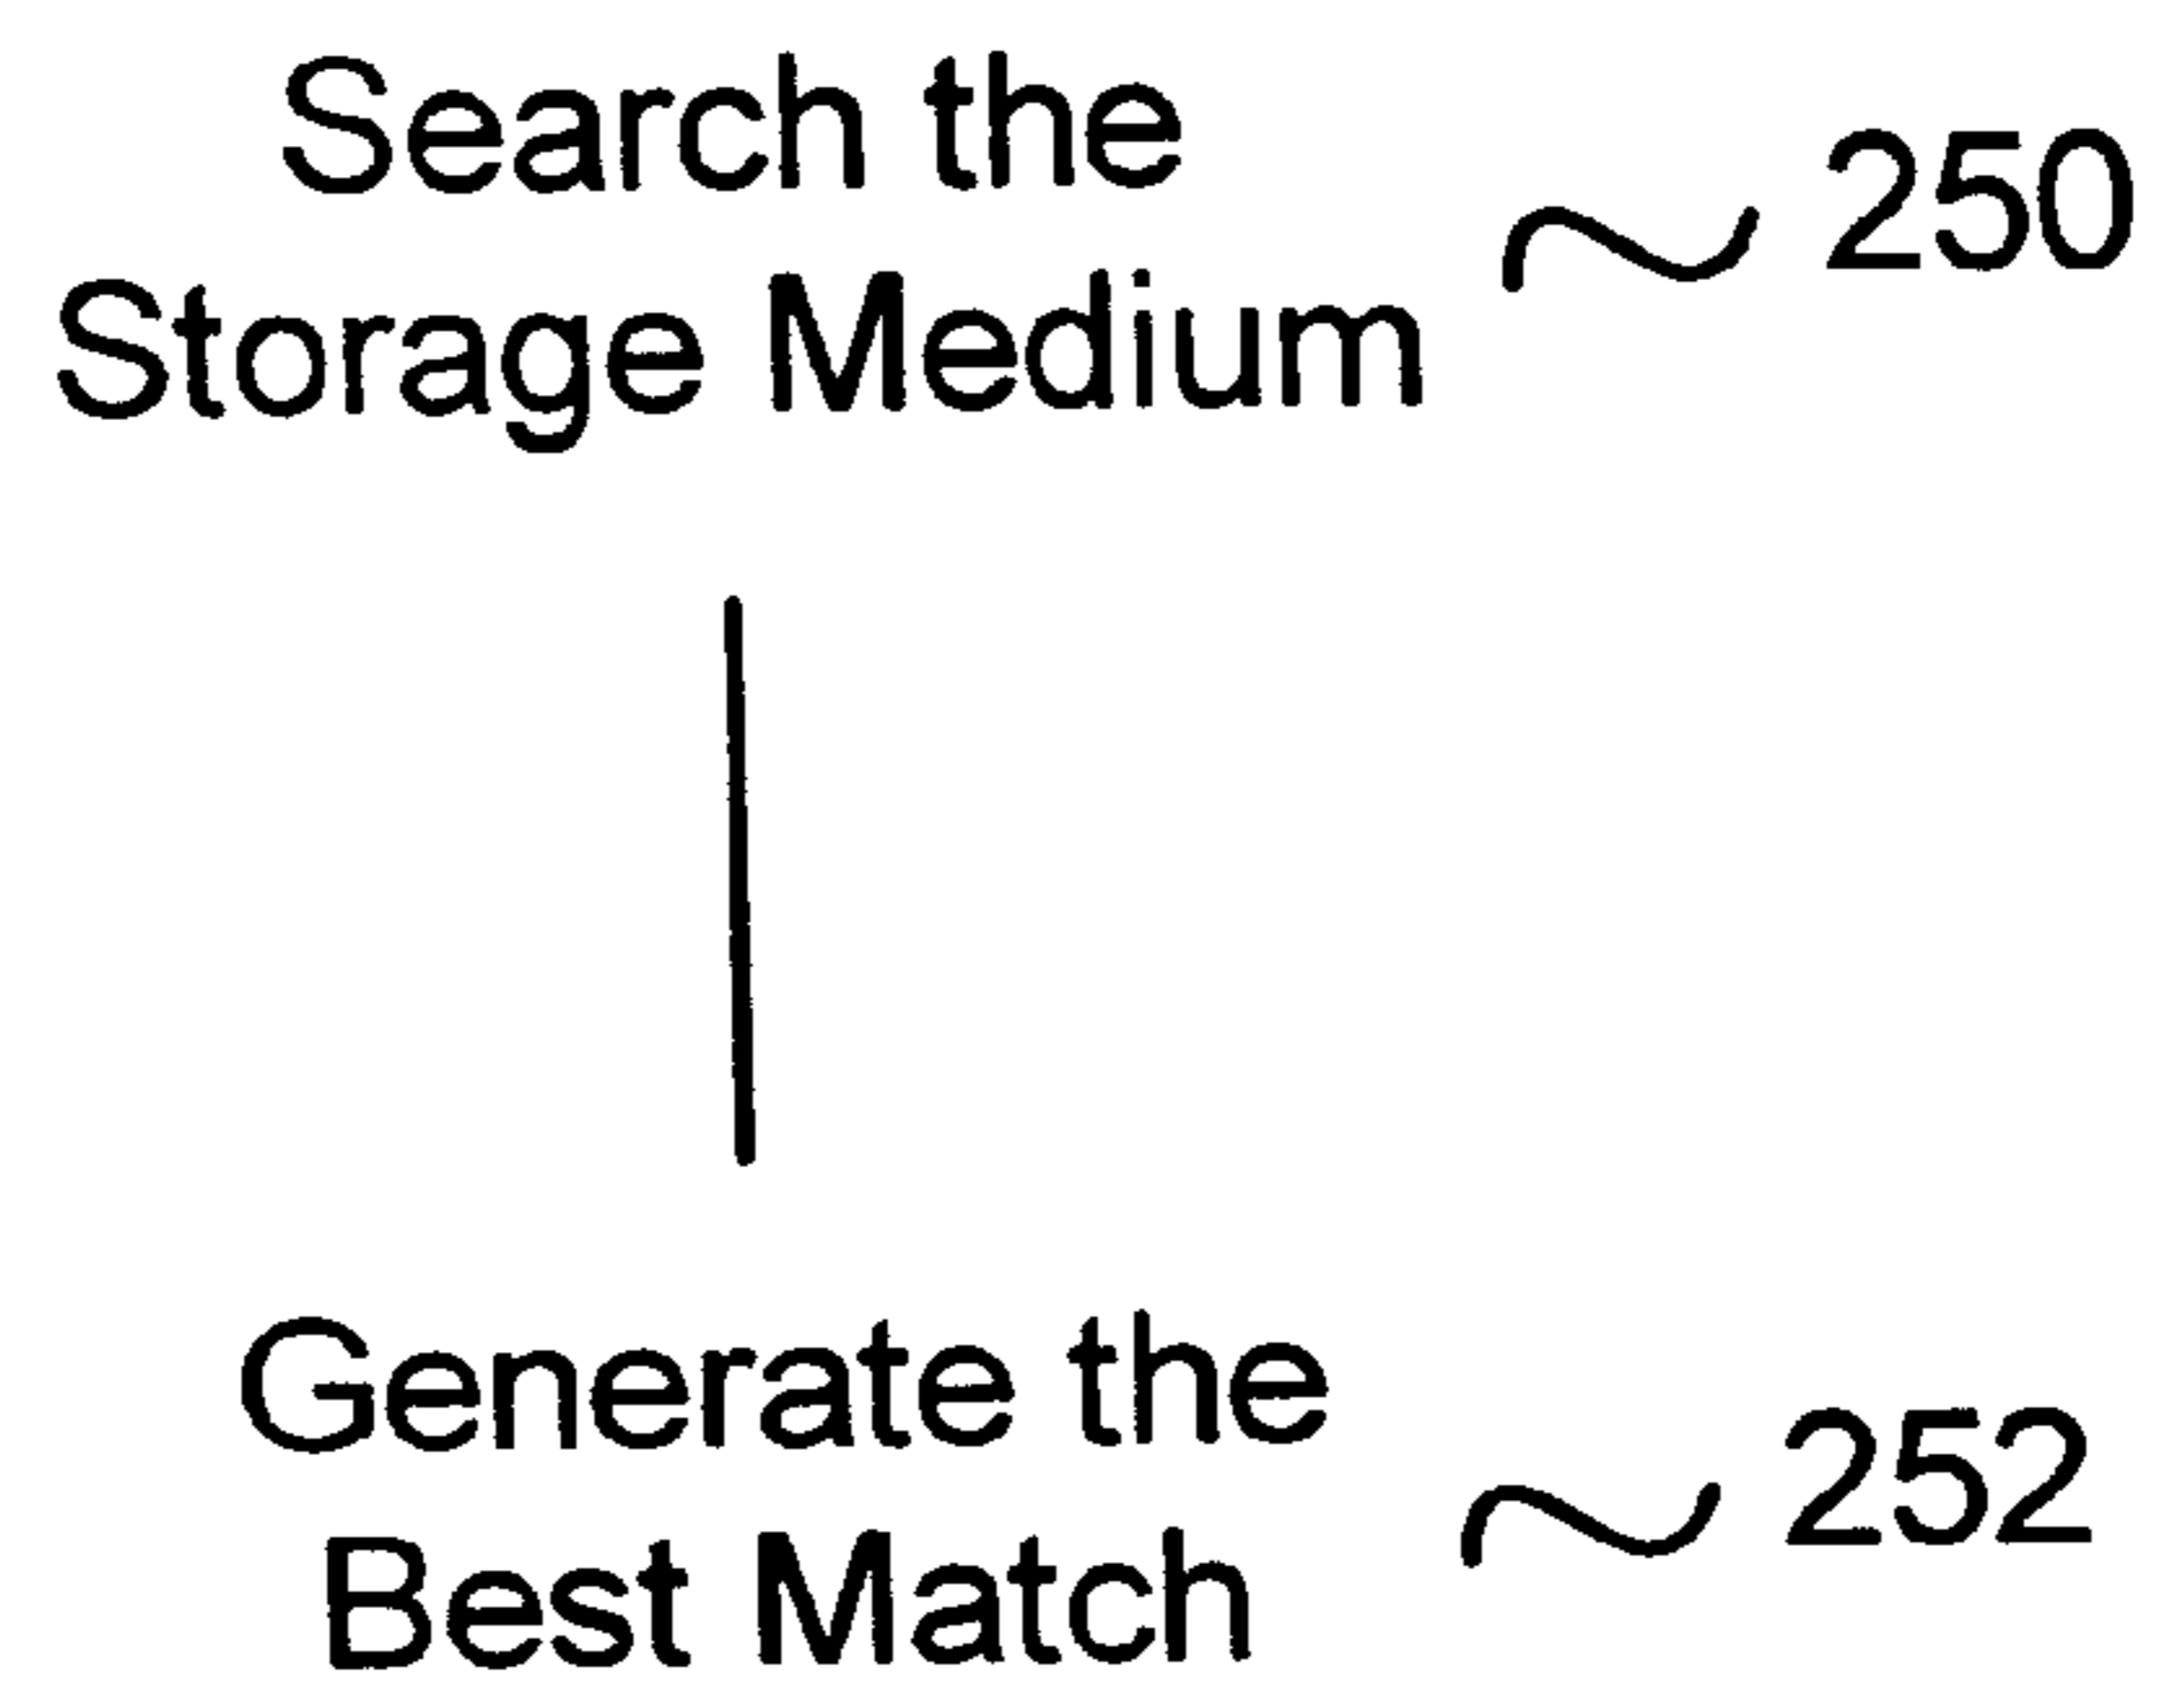 Search the
Storage Medium
250
Generate the
Best Match
252